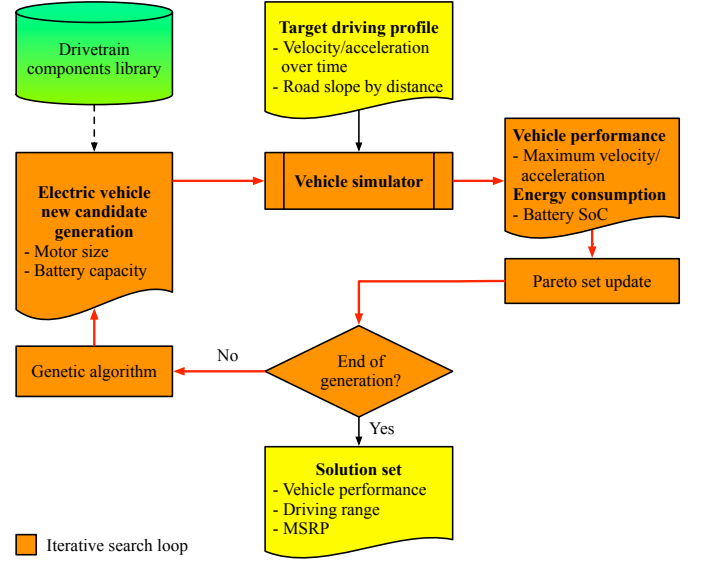 Drivetrain
components library
Target driving profile
- Velocity/acceleration
over time
- Road slope by distance
Electric vehicle
new candidate
generation
- Motor size
- Battery capacity
Vehicle simulator
Vehicle performance
- Maximum velocity/
acceleration
Energy consumption
- Battery SoC
Pareto set update
End of
generation?
No
Genetic algorithm
Yes
Solution set
- Vehicle performance
- Driving range
- MSRP
Iterative search loop